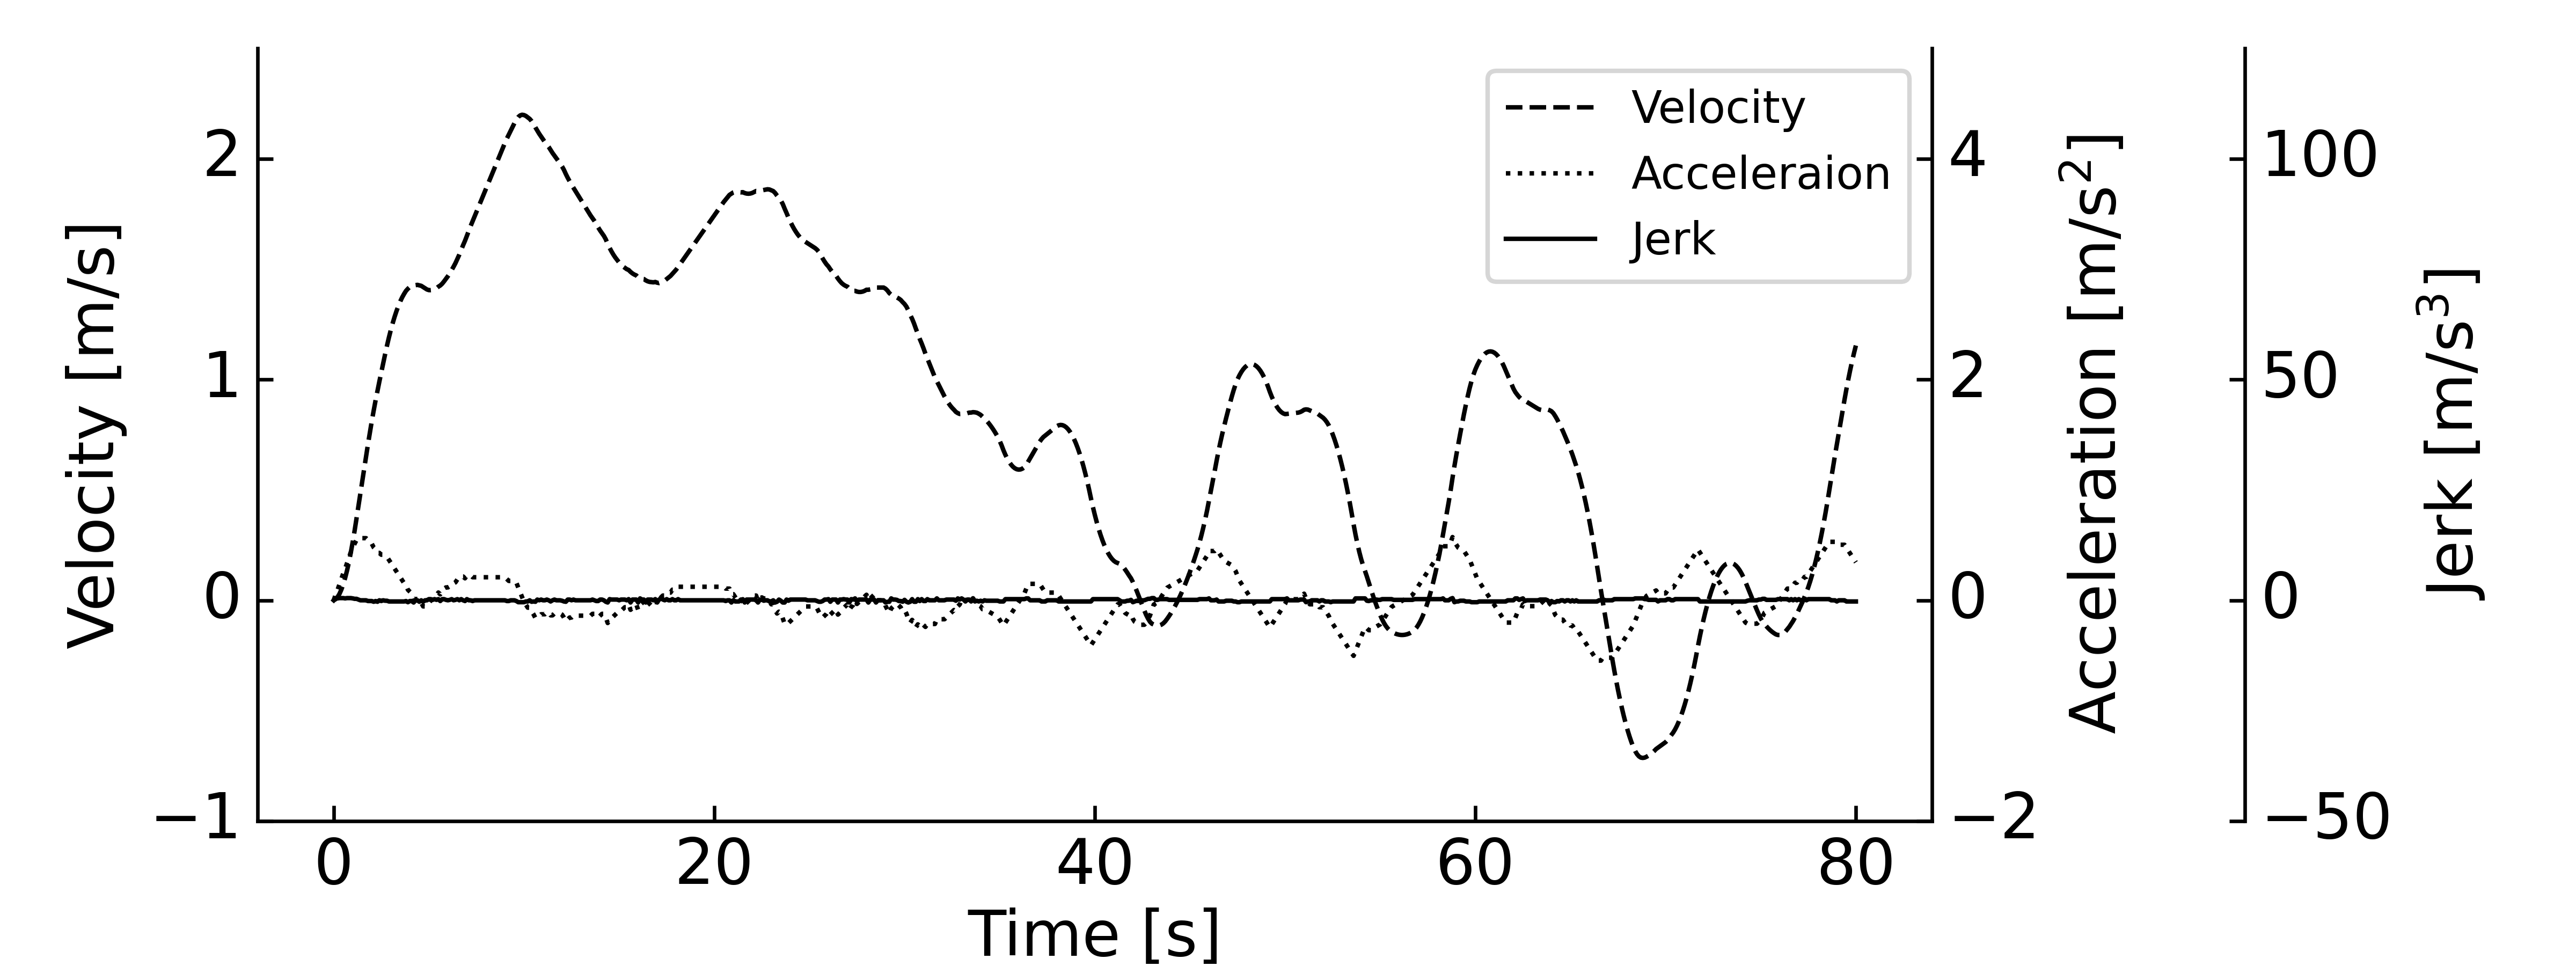 Velocity [m/s]
2
1
0
−1
Velocity
Acceleraion
Jerk
4
2
0
−2
Acceleration [m/s²]
100
50
0
−50
Jerk [m/s³]
0 20 40 60 80
Time [s]